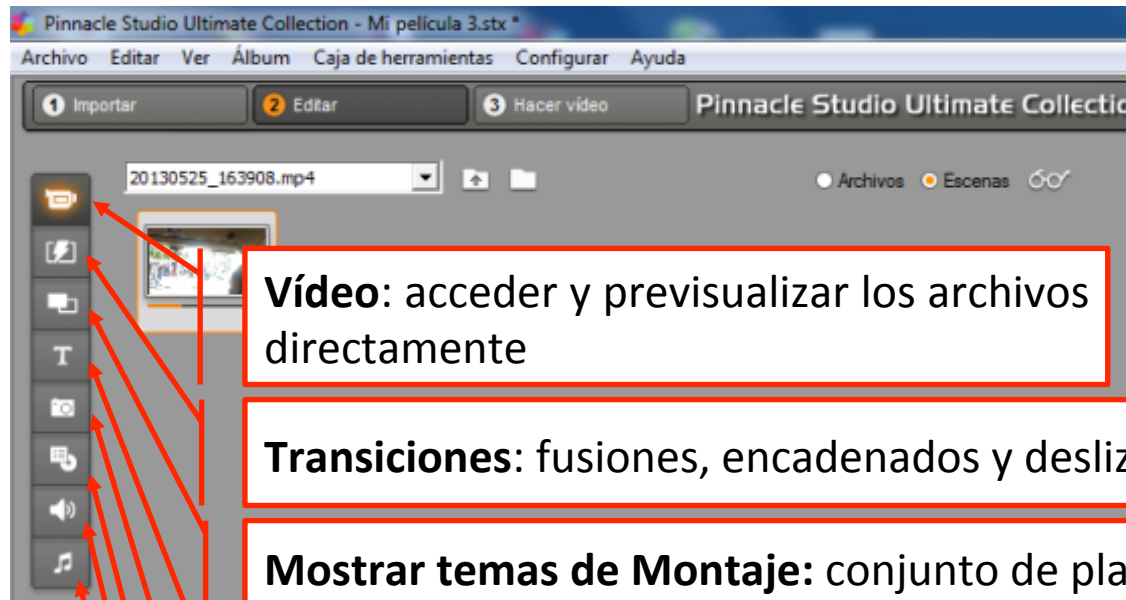 Pinnacle Studio Ultimate Collection - Mi película 3.stx *
Archivo Editar Ver Álbum Caja de herramientas Configurar Ayuda
1 Importar 2 Editar 3 Hacer vídeo Pinnacle Studio Ultimate Collectio
20130525_163908.mp4 Archivos Escenas
T
Vídeo: acceder y previsualizar los archivos
directamente
Transiciones: fusiones, encadenados y desliz
Mostrar temas de Montaje: conjunto de pla